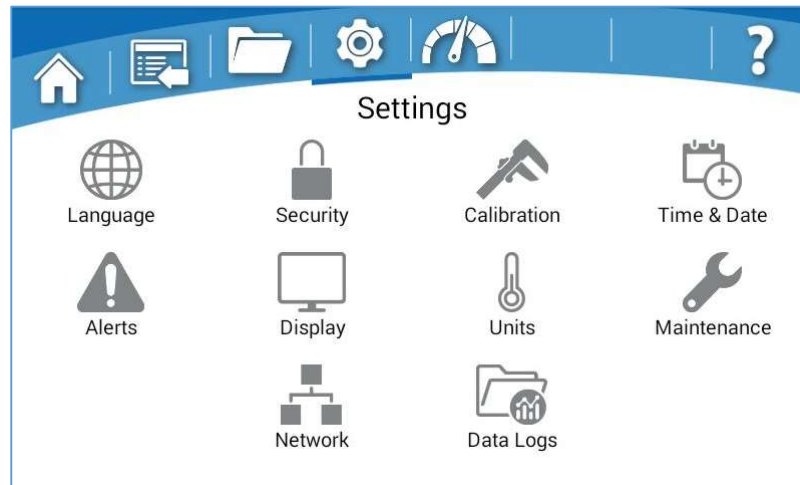 ?
Settings
Language Security Calibration Time & Date
Alerts Display Units Maintenance
Network Data Logs